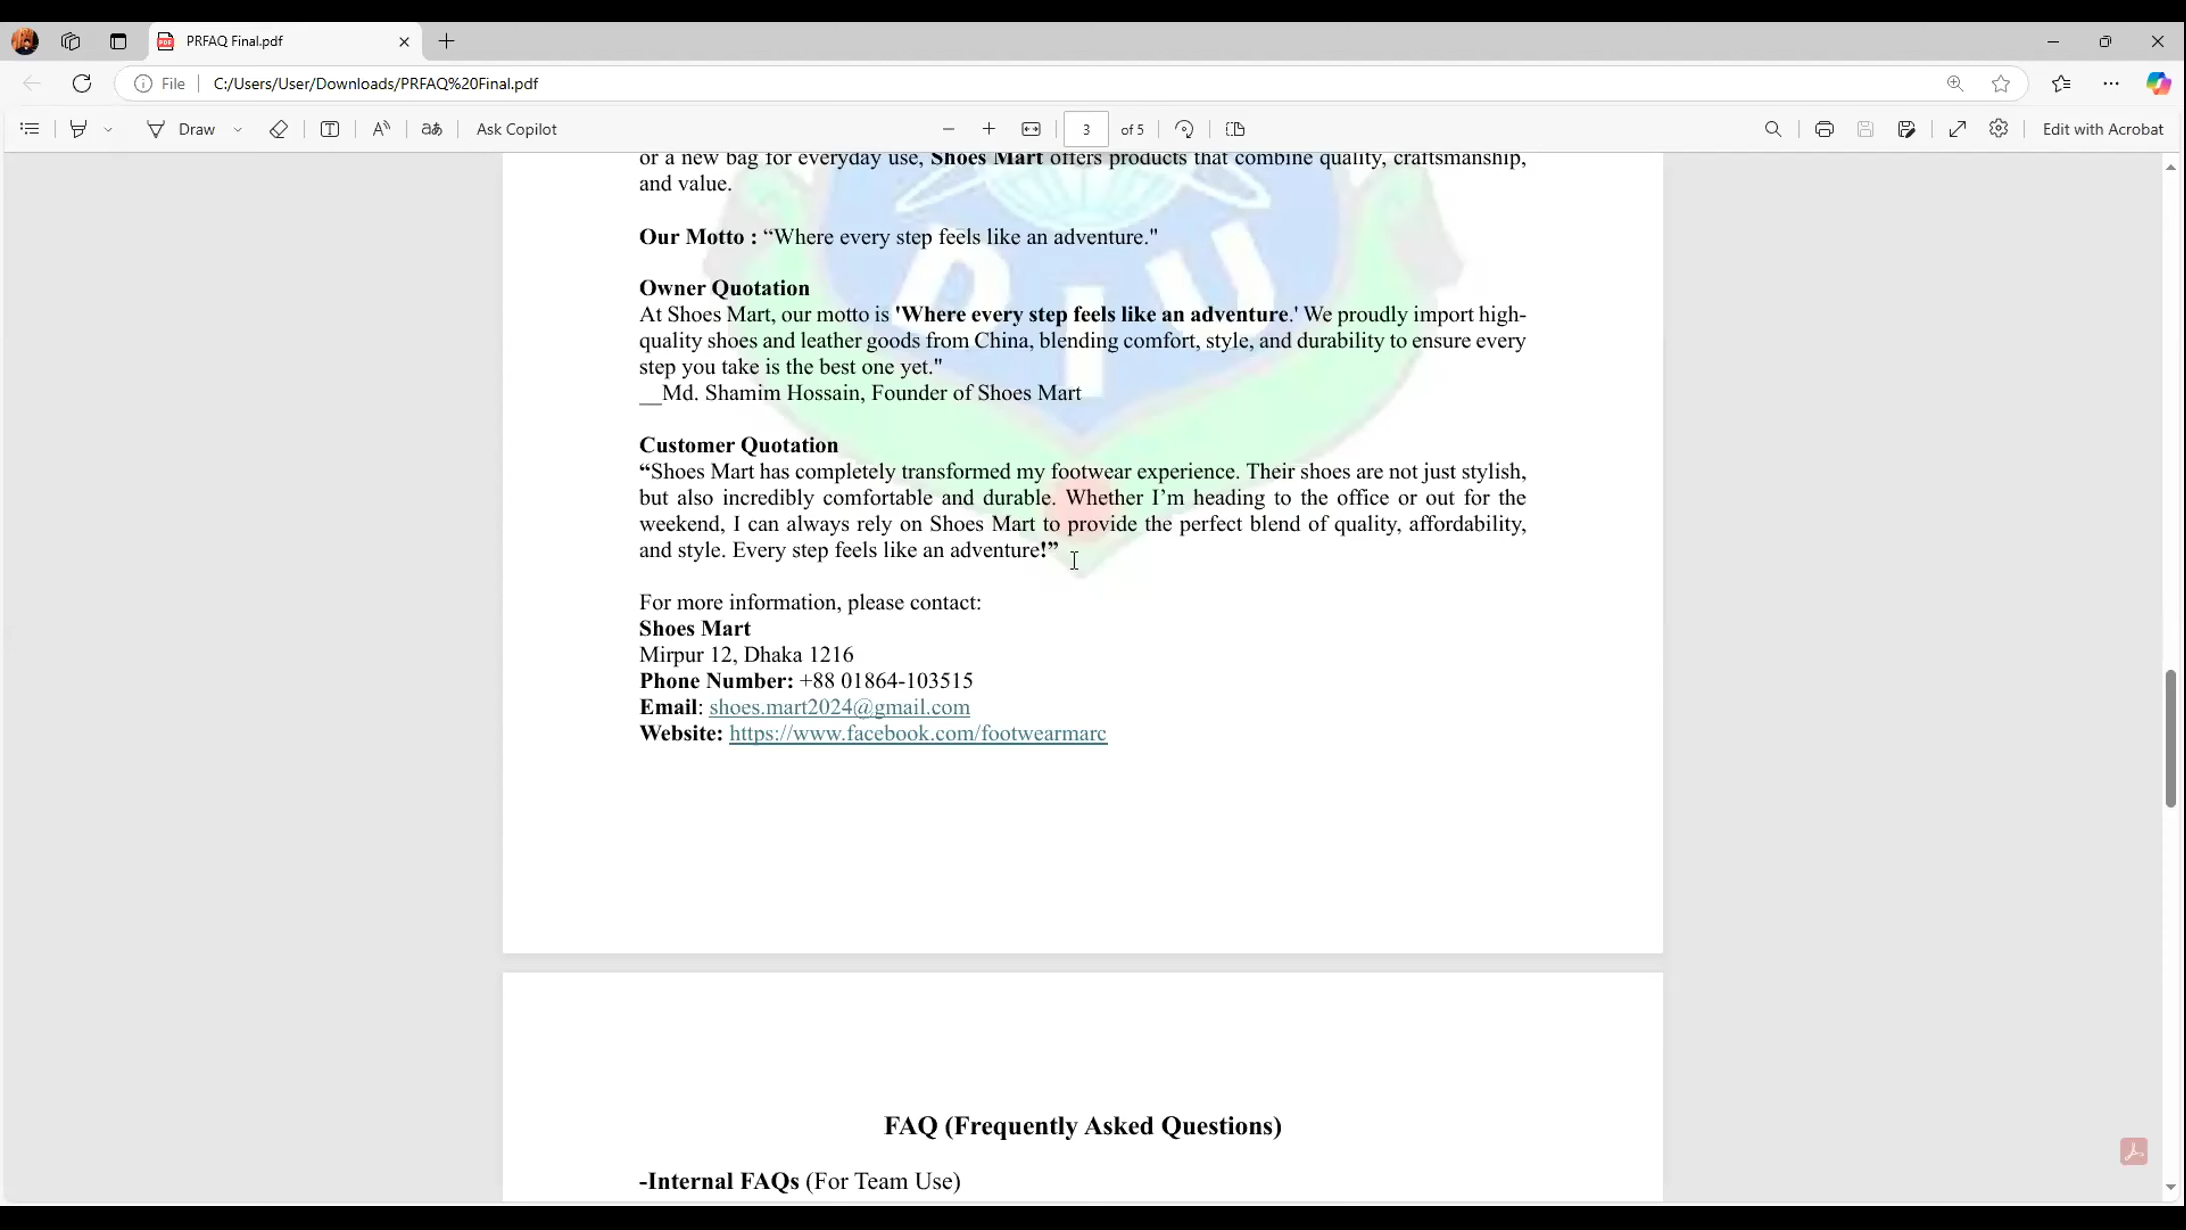 PRFAQ Final.pdf
File
C:/Users/User/Downloads/PRFAQ%20Final.pdf
Draw
Ask Copilot
3 of 5
Edit with Acrobat
or a new bag for everyday use, Shoes Mart offers products that combine quality, craftsmanship,
and value.
Our Motto : “Where every step feels like an adventure."
Owner Quotation
At Shoes Mart, our motto is 'Where every step feels like an adventure.' We proudly import high-
quality shoes and leather goods from China, blending comfort, style, and durability to ensure every
step you take is the best one yet."
__Md. Shamim Hossain, Founder of Shoes Mart
Customer Quotation
“Shoes Mart has completely transformed my footwear experience. Their shoes are not just stylish,
but also incredibly comfortable and durable. Whether I’m heading to the office or out for the
weekend, I can always rely on Shoes Mart to provide the perfect blend of quality, affordability,
and style. Every step feels like an adventure!”
For more information, please contact:
Shoes Mart
Mirpur 12, Dhaka 1216
Phone Number: +88 01864-103515
Email: shoes.mart2024@gmail.com
Website: https://www.facebook.com/footwearmarc
DIU
FAQ (Frequently Asked Questions)
-Internal FAQs (For Team Use)